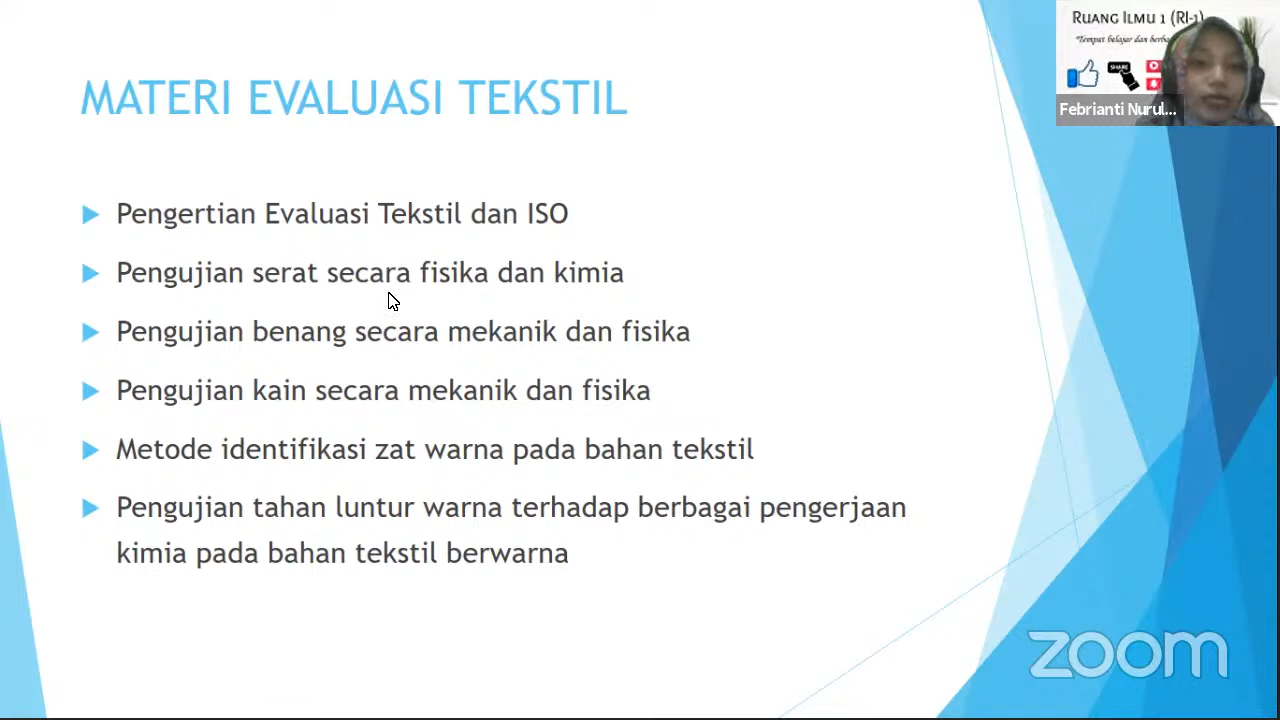 MATERI EVALUASI TEKSTIL
Pengertian Evaluasi Tekstil dan ISO
Pengujian serat secara fisika dan kimia
Pengujian benang secara mekanik dan fisika
Pengujian kain secara mekanik dan fisika
Metode identifikasi zat warna pada bahan tekstil
Pengujian tahan luntur warna terhadap berbagai pengerjaan
kimia pada bahan tekstil berwarna
RUANG ILMU 1 (RI-1)
"Tempat belajar dan
SHARE
Febrianti Nurul...
zoom